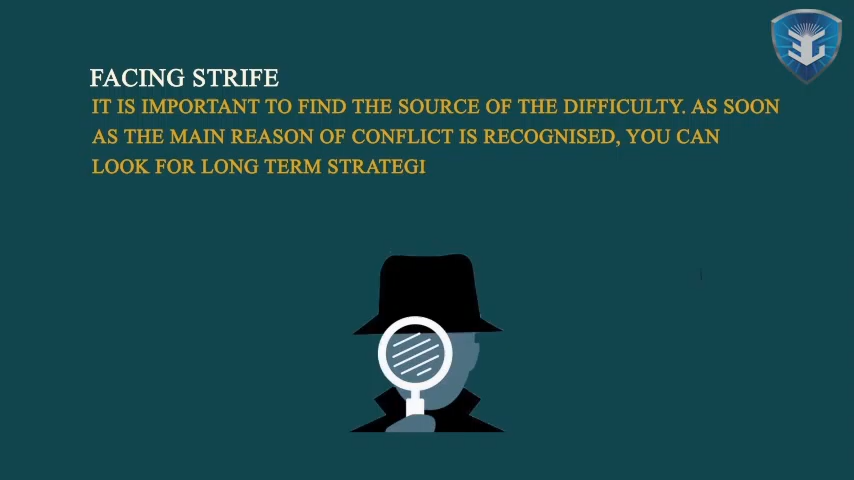 FACING STRIFE
IT IS IMPORTANT TO FIND THE SOURCE OF THE DIFFICULTY. AS SOON
AS THE MAIN REASON OF CONFLICT IS RECOGNISED, YOU CAN
LOOK FOR LONG TERM STRATEGI